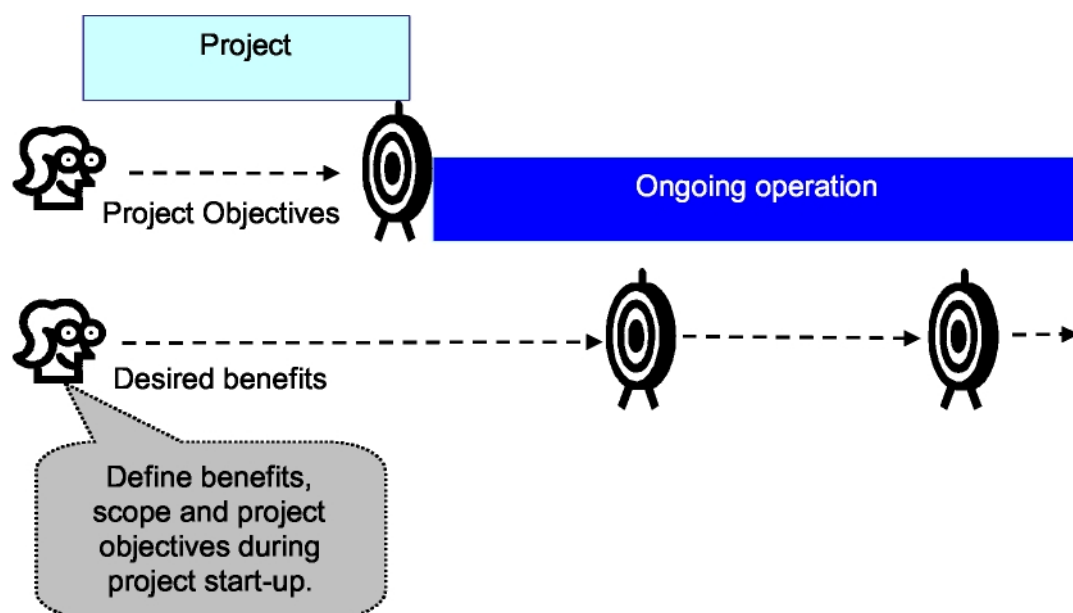 Project
Project Objectives
Ongoing operation
Desired benefits
Define benefits,
scope and project
objectives during
project start-up.